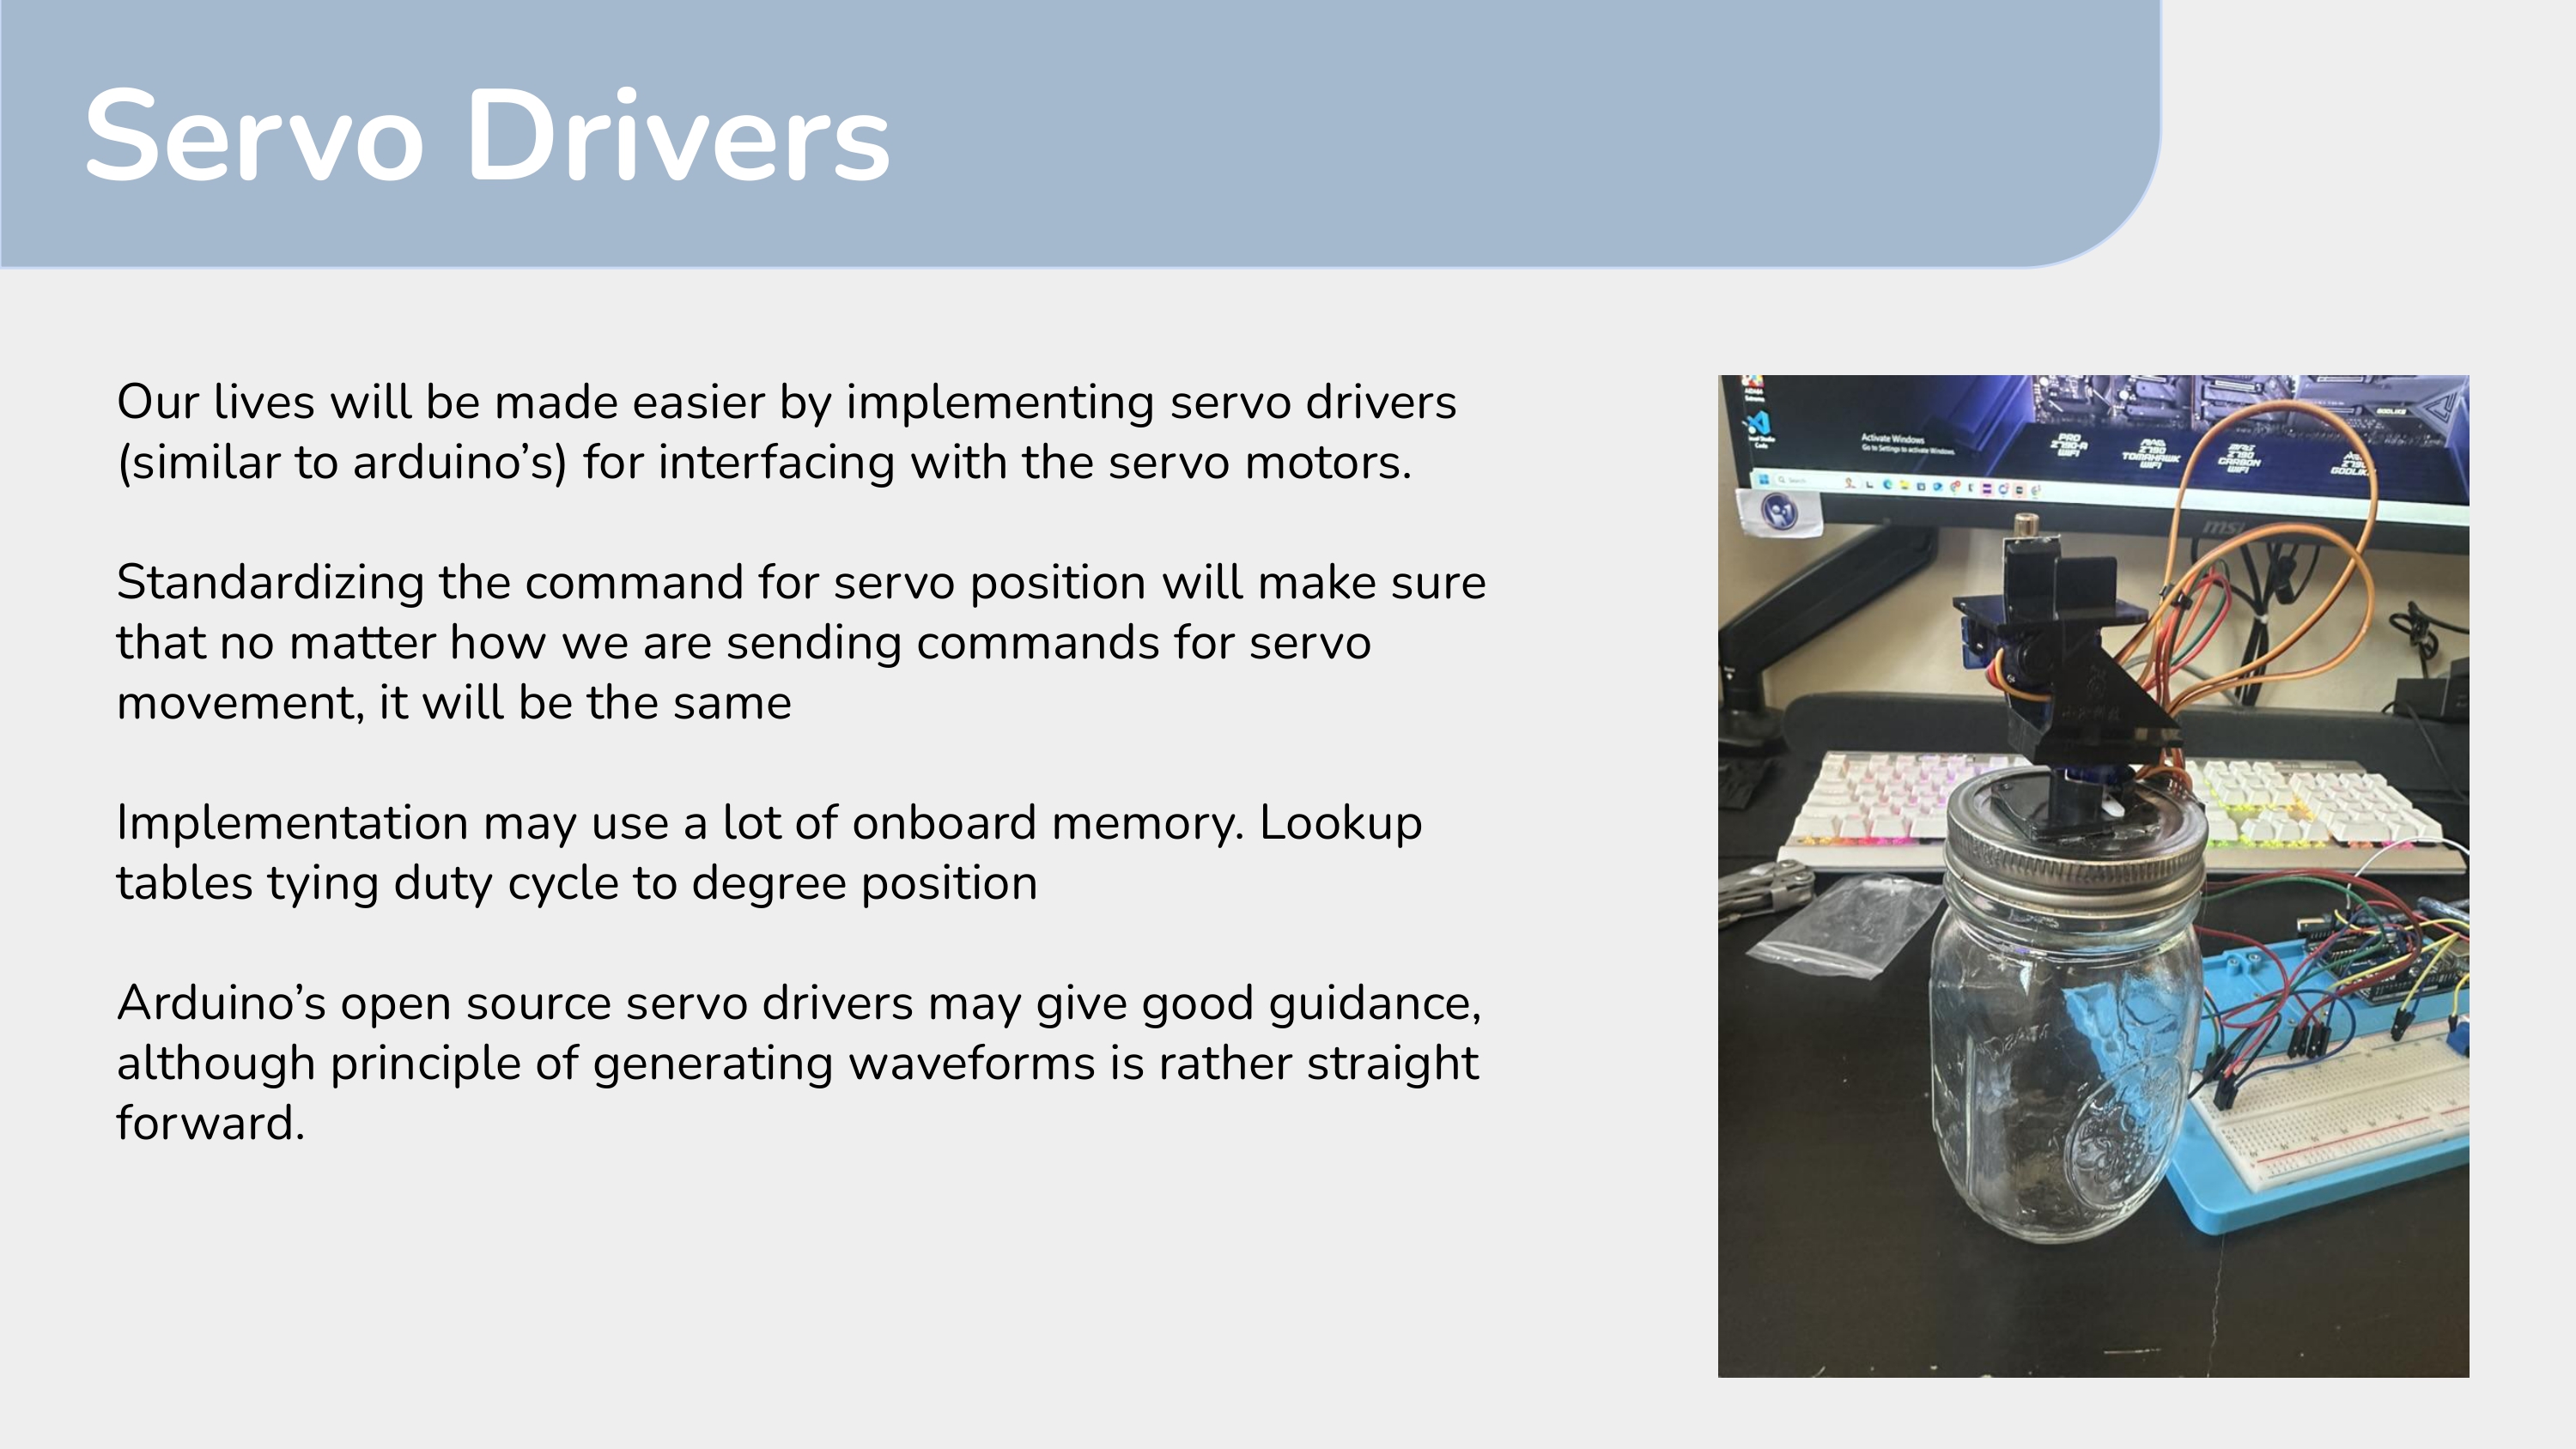 Servo Drivers
Our lives will be made easier by implementing servo drivers
(similar to arduino’s) for interfacing with the servo motors.
Standardizing the command for servo position will make sure
that no matter how we are sending commands for servo
movement, it will be the same
Implementation may use a lot of onboard memory. Lookup
tables tying duty cycle to degree position
Arduino’s open source servo drivers may give good guidance,
although principle of generating waveforms is rather straight
forward.
Activate Windows
Go to Settings to activate Windows.
PRO
Z790-A
WIFI
MAG
Z790
TOMAHAWK
WIFI
Z790
CARBON
WIFI
GODLIKE
Search
Code
msi